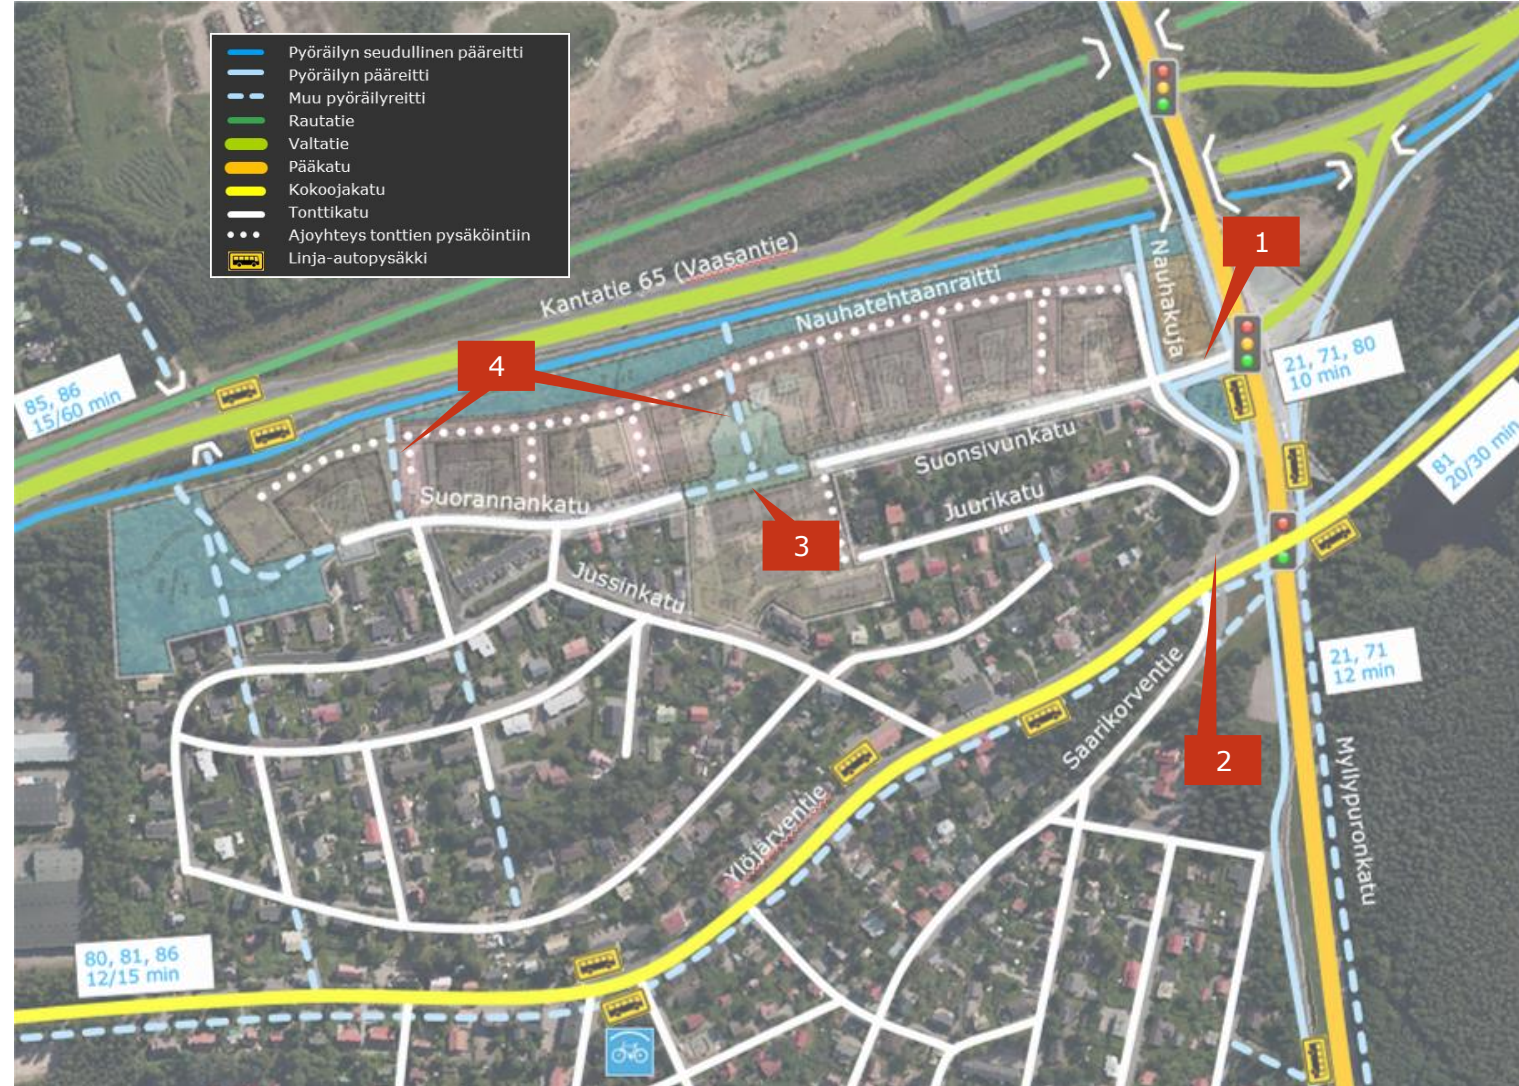 Pyöräilyn seudullinen pääreitti
Pyöräilyn pääreitti
Muu pyöräilyreitti
Rautatie
Valtatie
Pääkatu
Kokoojakatu
Tonttikatu
Ajoyhteys tonttien pysäköintiin
Linja-autopysäkki
Kantatie 65 (Vaasantie)
Nauhatehtaanraitti
Nauhakuja
1
85, 86
15/60 min
4
21, 71, 80
10 min
81
20/30 min
Suonsivunkatu
Suorannankatu
Juurikatu
3
Jussinkatu
21, 71
12 min
Saarikorventie
2
Myllypuronkatu
Ylöjärventie
80, 81, 86
12/15 min